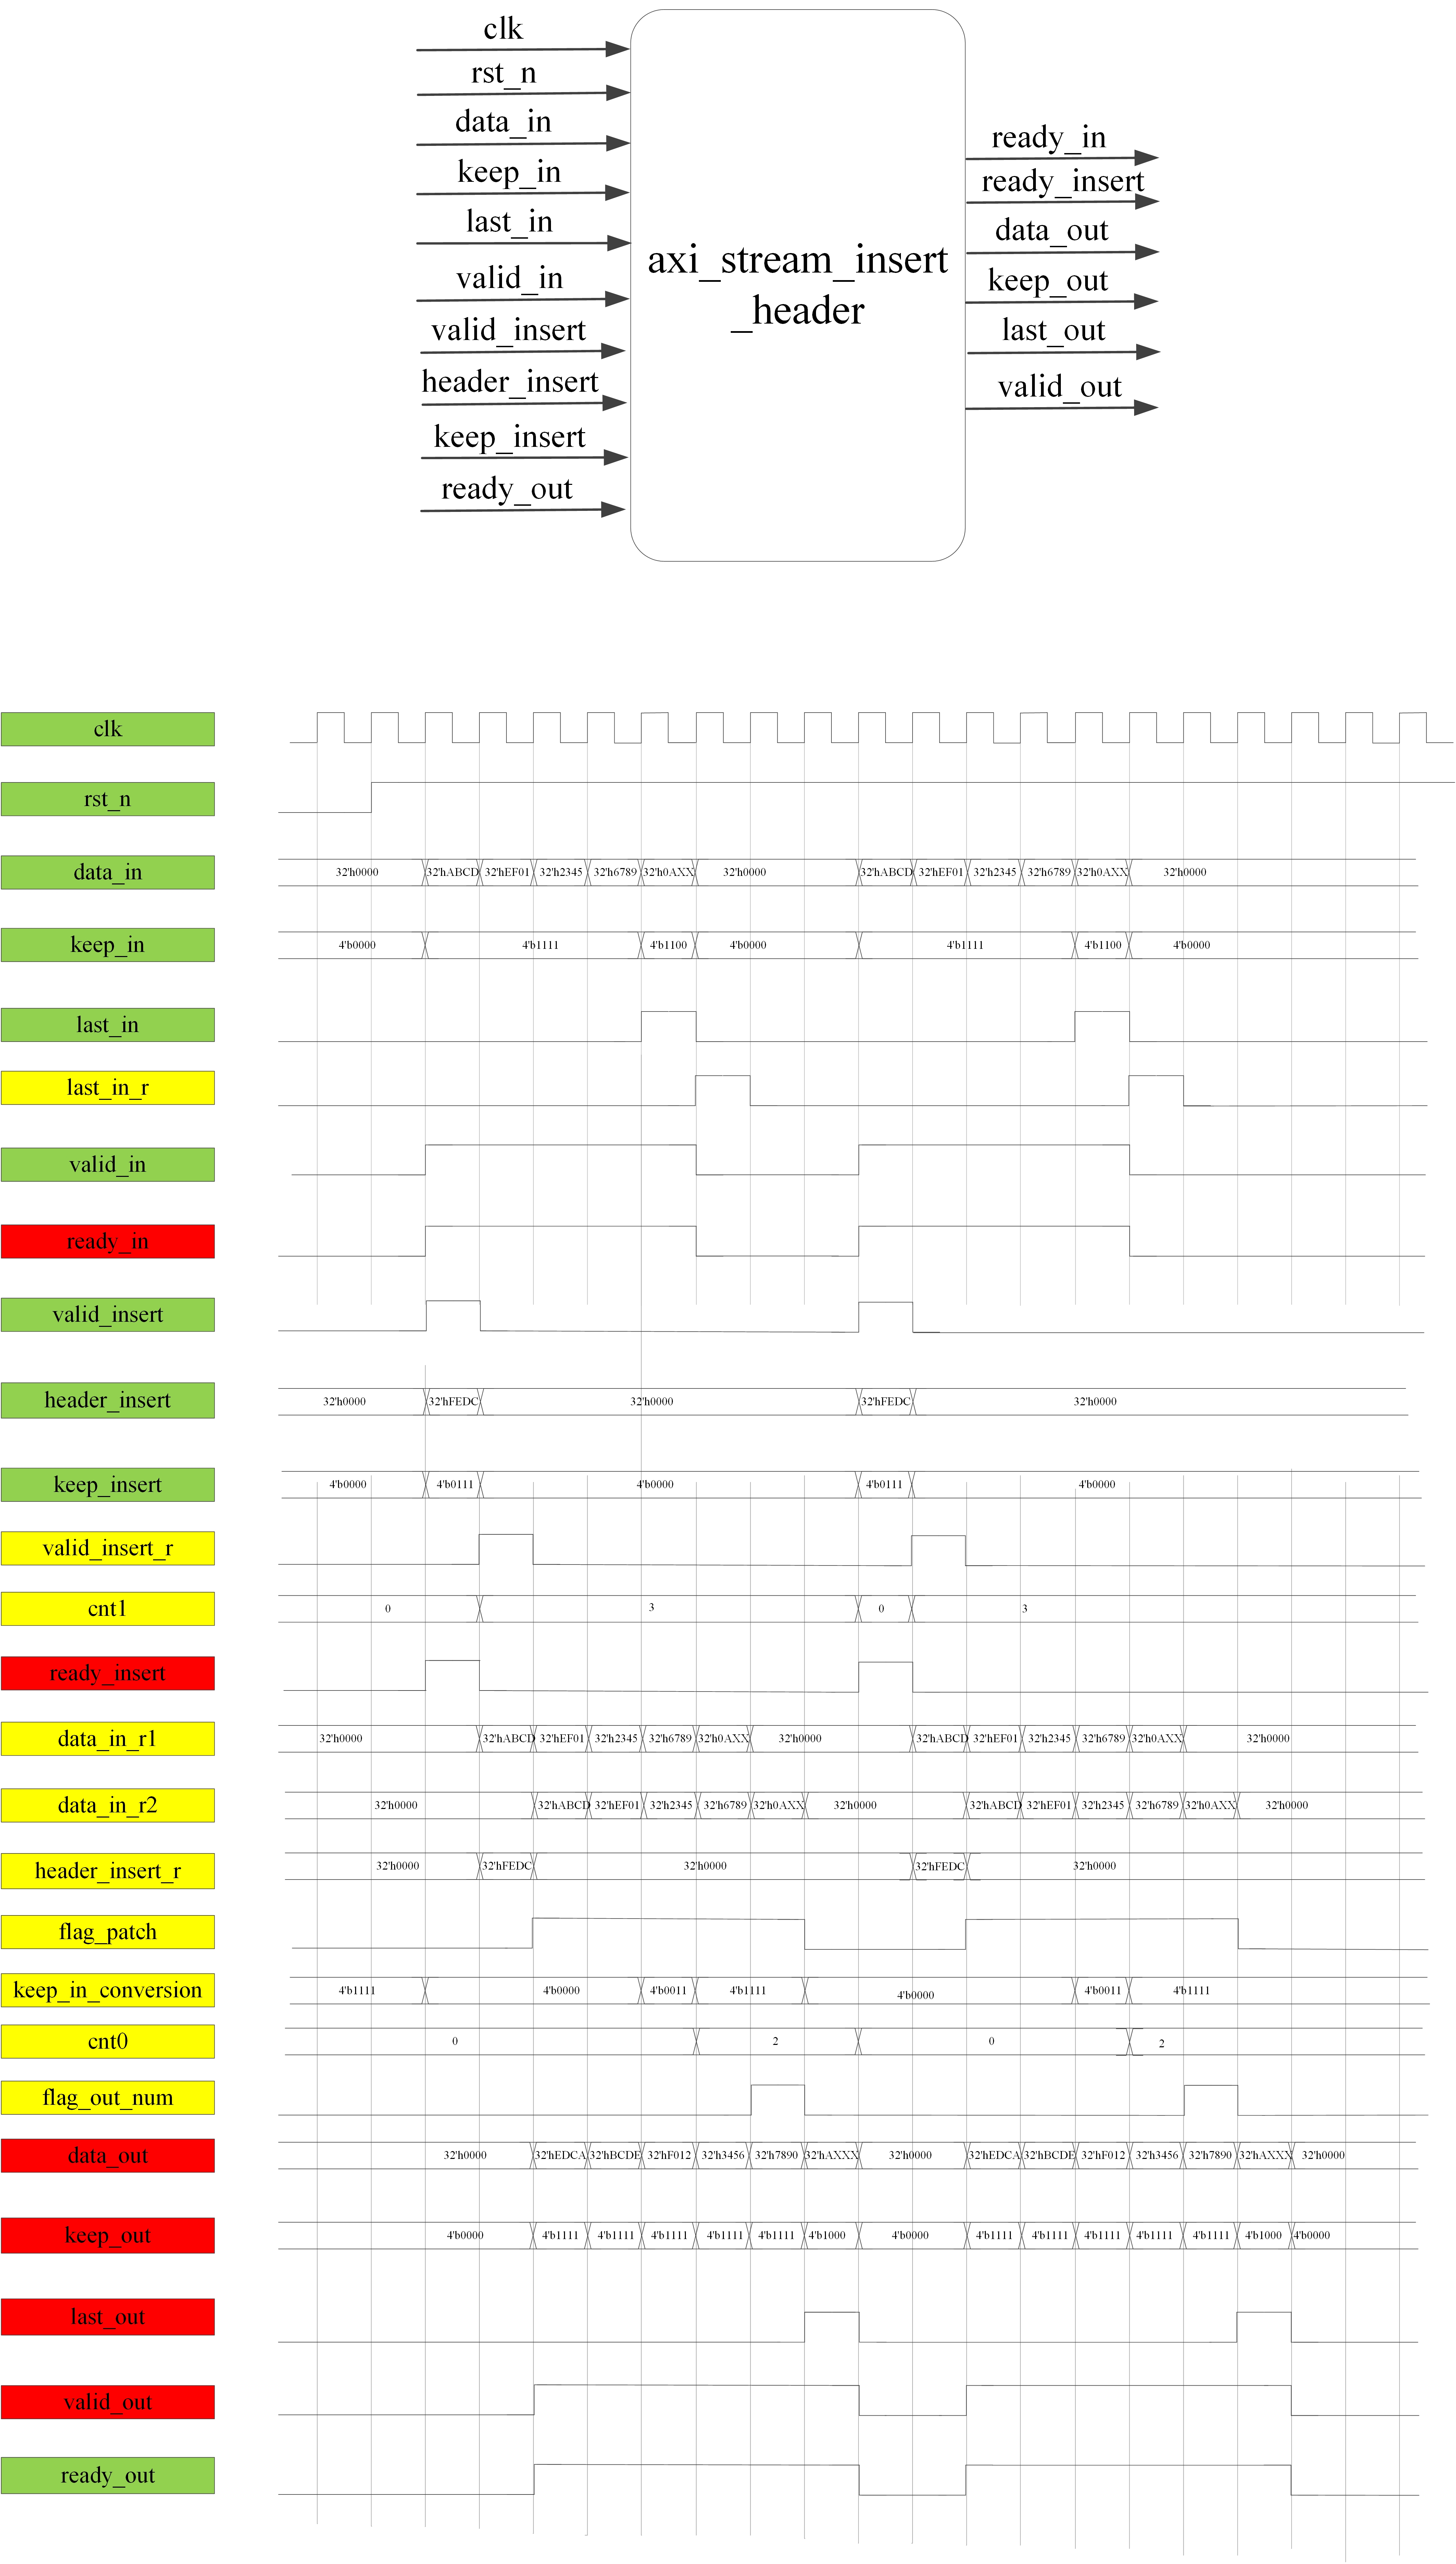 clk
rst_n
data_in
keep_in
last_in
valid_in
valid_insert
header_insert
keep_insert
ready_out
axi_stream_insert
_header
ready_in
ready_insert
data_out
keep_out
last_out
valid_out
clk
rst_n
data_in 32'h0000 32'hABCD 32'hEF01 32'h2345 32'h6789 32'h0AXX 32'h0000 32'hABCD 32'hEF01 32'h2345 32'h6789 32'h0AXX 32'h0000
keep_in 4'b0000 4'b1111 4'b1100 4'b0000 4'b1111 4'b1100 4'b0000
last_in
last_in_r
valid_in
ready_in
valid_insert
header_insert 32'h0000 32'hFEDC 32'h0000 32'hFEDC 32'h0000
keep_insert 4'b0000 4'b0111 4'b0000 4'b0111 4'b0000
valid_insert_r
cnt1 0 3 0 3
ready_insert
data_in_r1 32'h0000 32'hABCD 32'hEF01 32'h2345 32'h6789 32'h0AXX 32'h0000 32'hABCD 32'hEF01 32'h2345 32'h6789 32'h0AXX 32'h0000
data_in_r2 32'h0000 32'hABCD 32'hEF01 32'h2345 32'h6789 32'h0AXX 32'h0000 32'hABCD 32'hEF01 32'h2345 32'h6789 32'h0AXX 32'h0000
header_insert_r 32'h0000 32'hFEDC 32'h0000 32'hFEDC 32'h0000
flag_patch
keep_in_conversion 4'b1111 4'b0000 4'b0011 4'b1111 4'b0000 4'b0011 4'b1111
cnt0 0 2 0 2
flag_out_num
data_out 32'h0000 32'hEDCA 32'hBCDE 32'hF012 32'h3456 32'h7890 32'hAXXX 32'h0000 32'hEDCA 32'hBCDE 32'hF012 32'h3456 32'h7890 32'hAXXX 32'h0000
keep_out 4'b0000 4'b1111 4'b1111 4'b1111 4'b1111 4'b1111 4'b1000 4'b0000 4'b1111 4'b1111 4'b1111 4'b1111 4'b1111 4'b1000 4'b0000
last_out
valid_out
ready_out